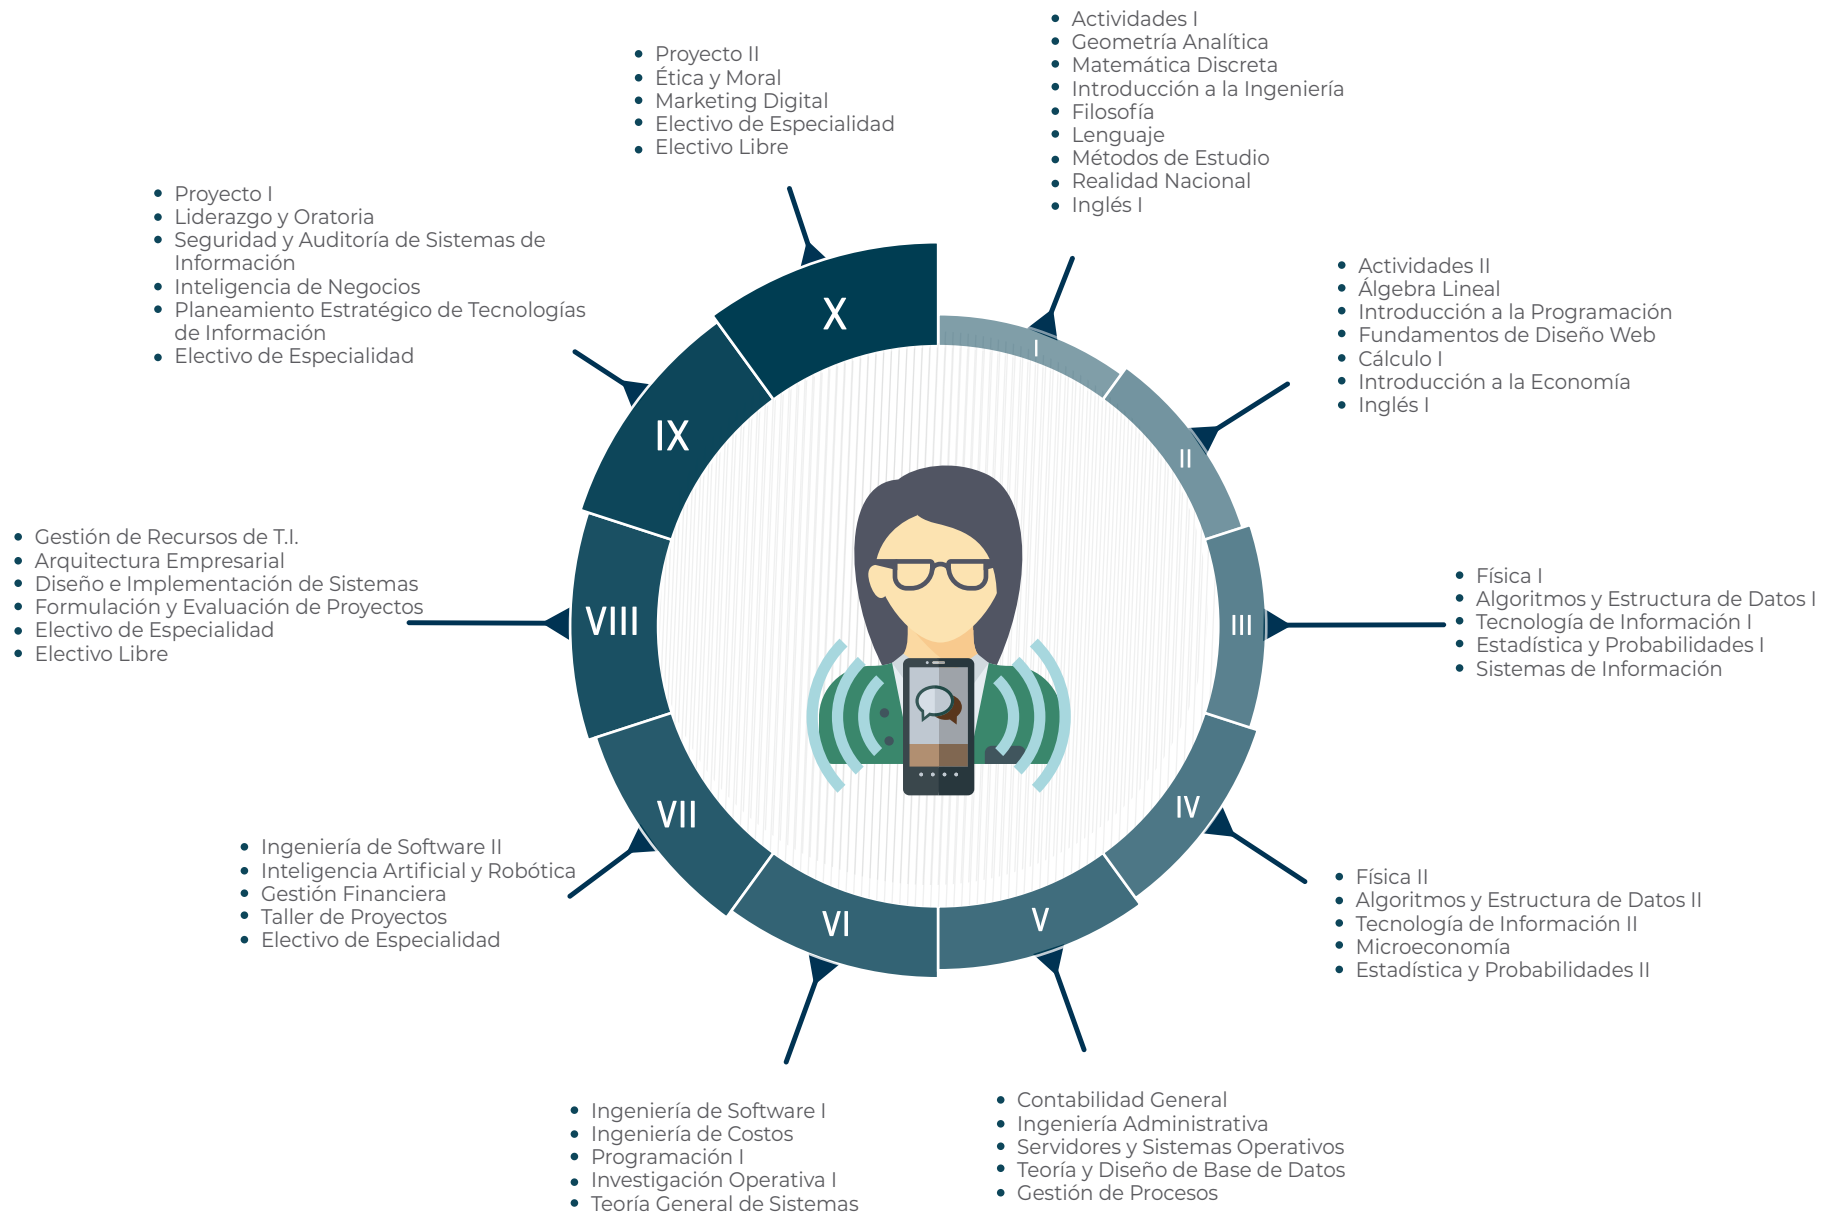 • Actividades I
• Geometría Analítica
• Matemática Discreta
• Introducción a la Ingeniería
• Filosofía
• Lenguaje
• Métodos de Estudio
• Realidad Nacional
• Inglés I
I
• Actividades II
• Álgebra Lineal
• Introducción a la Programación
• Fundamentos de Diseño Web
• Cálculo I
• Introducción a la Economía
• Inglés I
II
• Física I
• Algoritmos y Estructura de Datos I
• Tecnología de Información I
• Estadística y Probabilidades I
• Sistemas de Información
III
• Física II
• Algoritmos y Estructura de Datos II
• Tecnología de Información II
• Microeconomía
• Estadística y Probabilidades II
IV
• Contabilidad General
• Ingeniería Administrativa
• Servidores y Sistemas Operativos
• Teoría y Diseño de Base de Datos
• Gestión de Procesos
V
• Ingeniería de Software I
• Ingeniería de Costos
• Programación I
• Investigación Operativa I
• Teoría General de Sistemas
VI
• Ingeniería de Software II
• Inteligencia Artificial y Robótica
• Gestión Financiera
• Taller de Proyectos
• Electivo de Especialidad
VII
• Gestión de Recursos de T.I.
• Arquitectura Empresarial
• Diseño e Implementación de Sistemas
• Formulación y Evaluación de Proyectos
• Electivo de Especialidad
• Electivo Libre
VIII
• Proyecto I
• Liderazgo y Oratoria
• Seguridad y Auditoría de Sistemas de
Información
• Inteligencia de Negocios
• Planeamiento Estratégico de Tecnologías
de Información
• Electivo de Especialidad
IX
• Proyecto II
• Ética y Moral
• Marketing Digital
• Electivo de Especialidad
• Electivo Libre
X